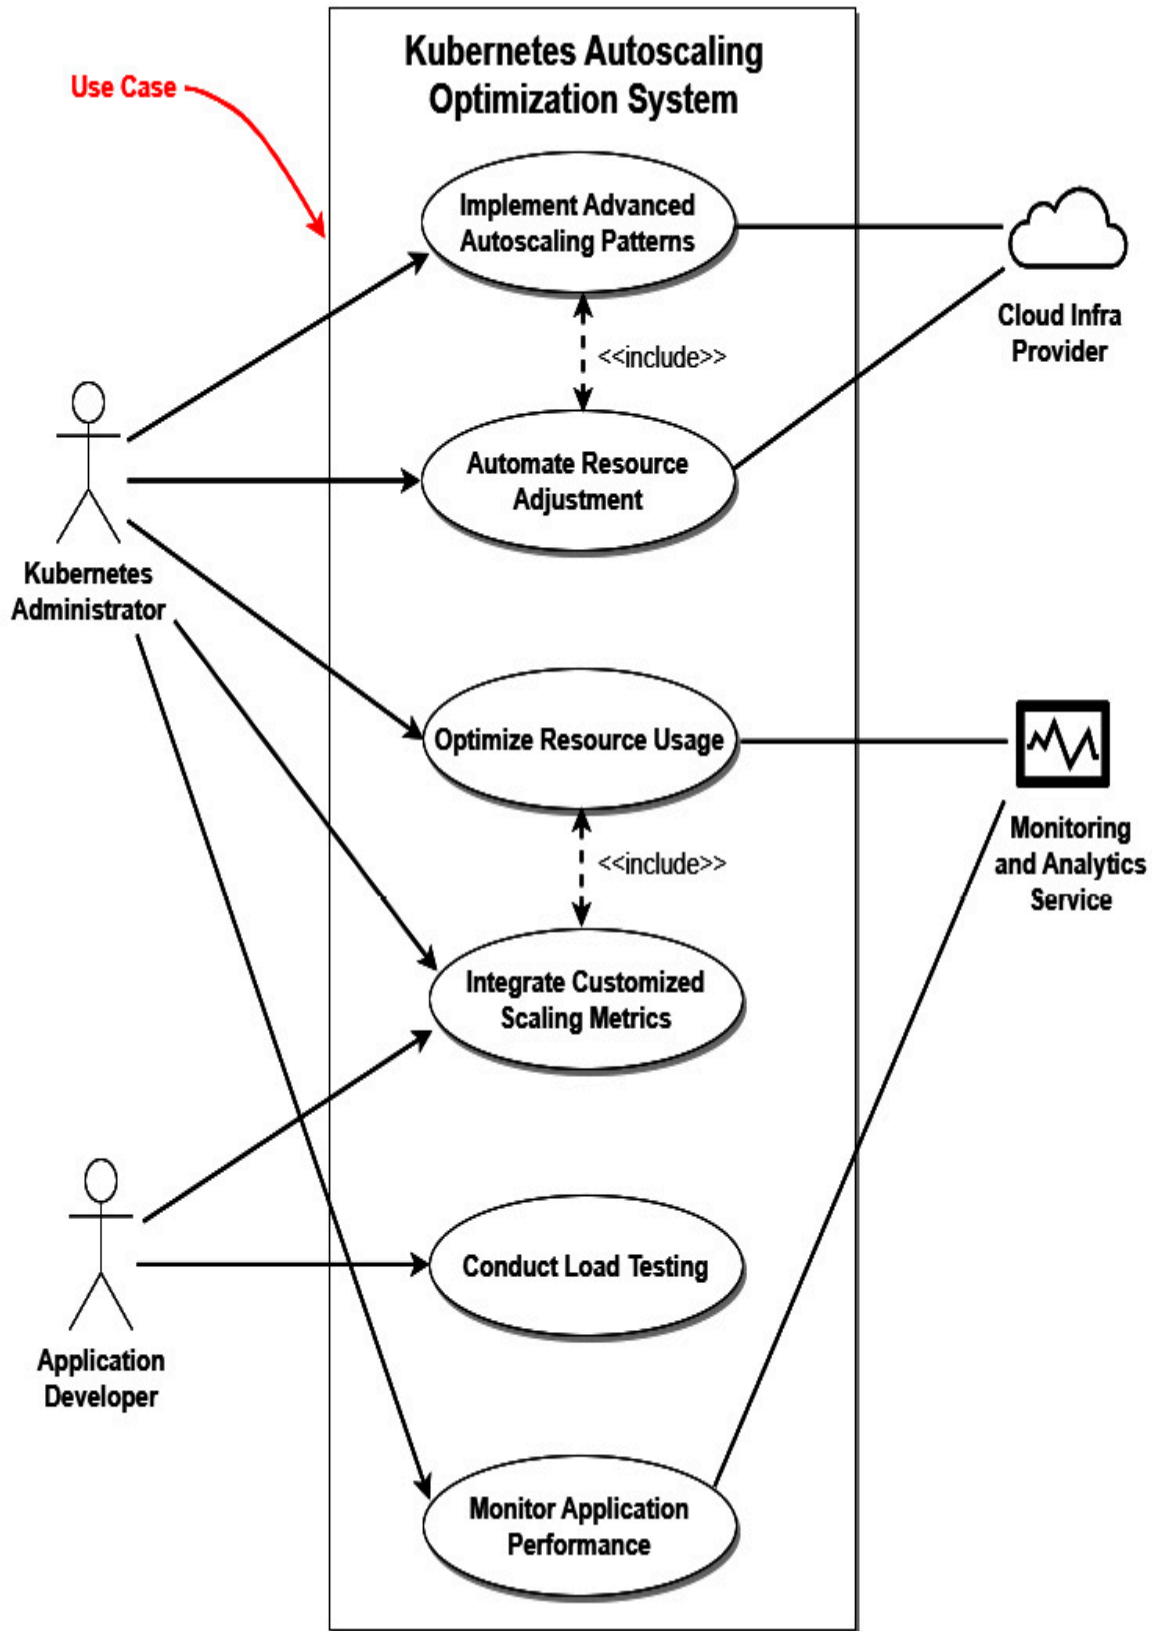 Kubernetes Autoscaling
Optimization System
Use Case
Implement Advanced
Autoscaling Patterns
Cloud Infra
Provider
<<include>>
Automate Resource
Adjustment
Kubernetes
Administrator
Optimize Resource Usage
Monitoring
and Analytics
Service
<<include>>
Integrate Customized
Scaling Metrics
Conduct Load Testing
Application
Developer
Monitor Application
Performance